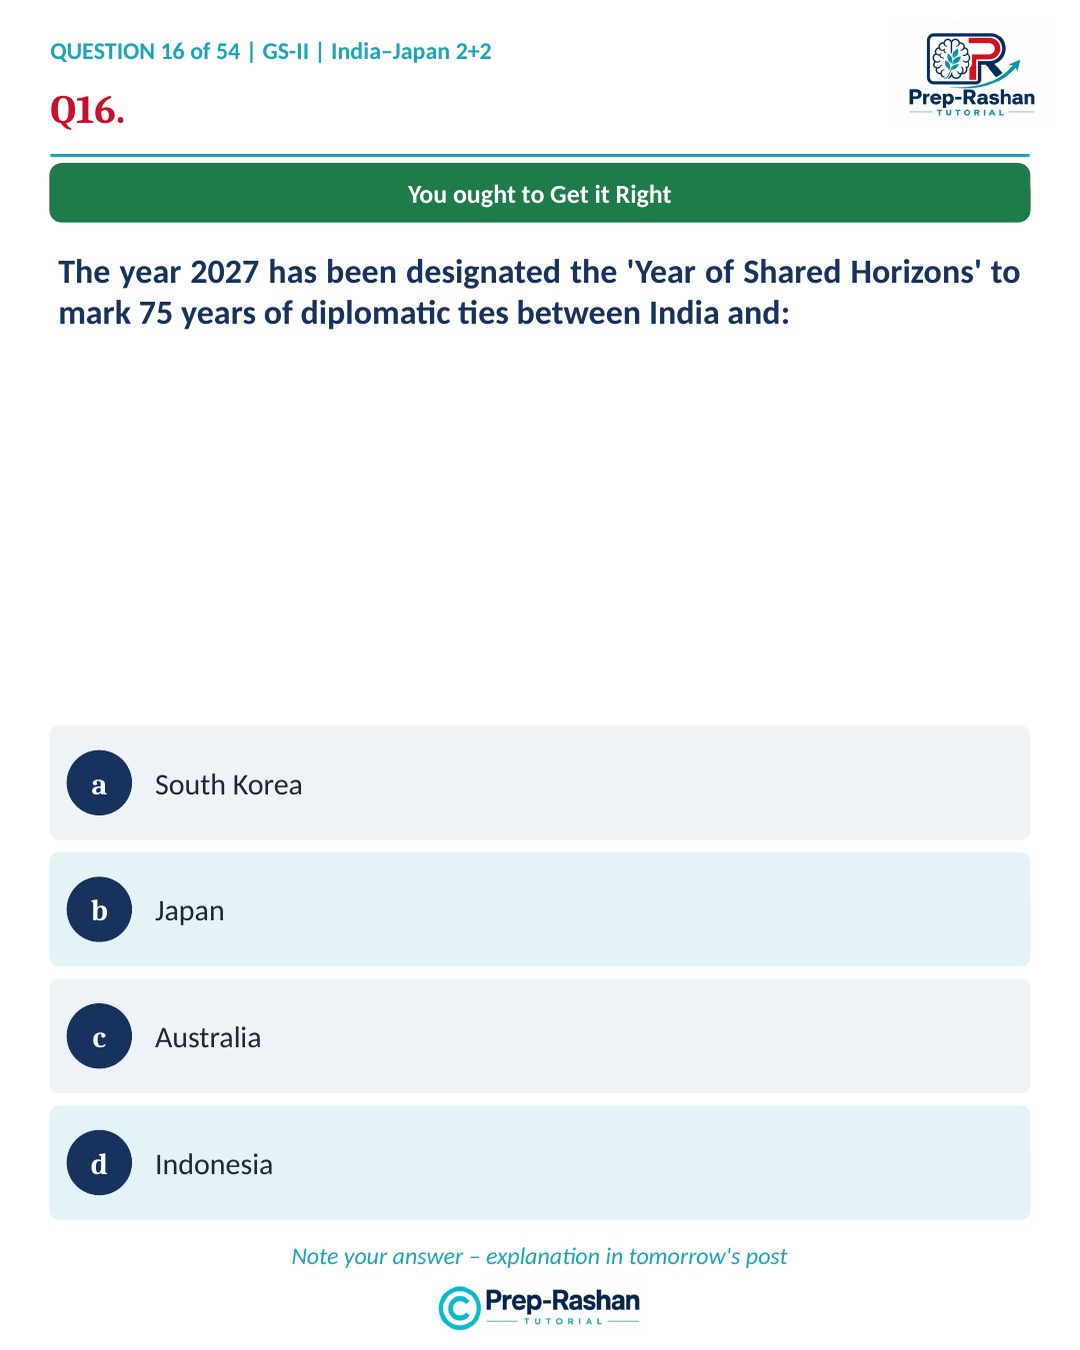 QUESTION 16 of 54 | GS-II | India–Japan 2+2
Q16.
R
Prep-Rashan
TUTORIAL
You ought to Get it Right
The year 2027 has been designated the 'Year of Shared Horizons' to
mark 75 years of diplomatic ties between India and:
a South Korea
b Japan
c Australia
d Indonesia
Note your answer – explanation in tomorrow's post
© Prep-Rashan
TUTORIAL